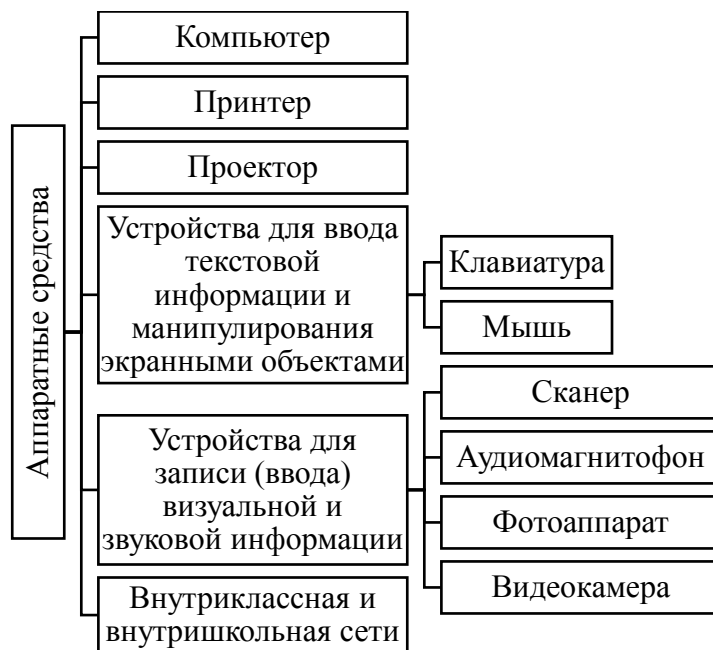 Аппаратные средства
Компьютер
Принтер
Проектор
Устройства для ввода
текстовой
информации и
манипулирования
экранными объектами
Клавиатура
Мышь
Устройства для
записи (ввода)
визуальной и
звуковой информации
Сканер
Аудиомагнитофон
Фотоаппарат
Видеокамера
Внутриклассная и
внутришкольная сети